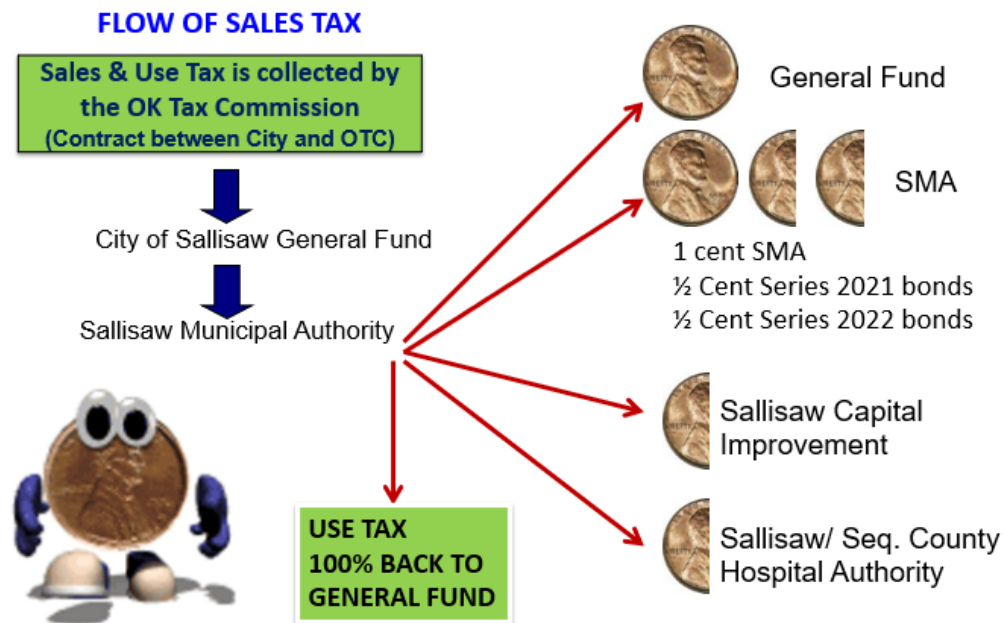 FLOW OF SALES TAX
Sales & Use Tax is collected by
the OK Tax Commission
(Contract between City and OTC)
City of Sallisaw General Fund
Sallisaw Municipal Authority
USE TAX
100% BACK TO
GENERAL FUND
General Fund
SMA
1 cent SMA
½ Cent Series 2021 bonds
½ Cent Series 2022 bonds
Sallisaw Capital
Improvement
Sallisaw/ Seq. County
Hospital Authority